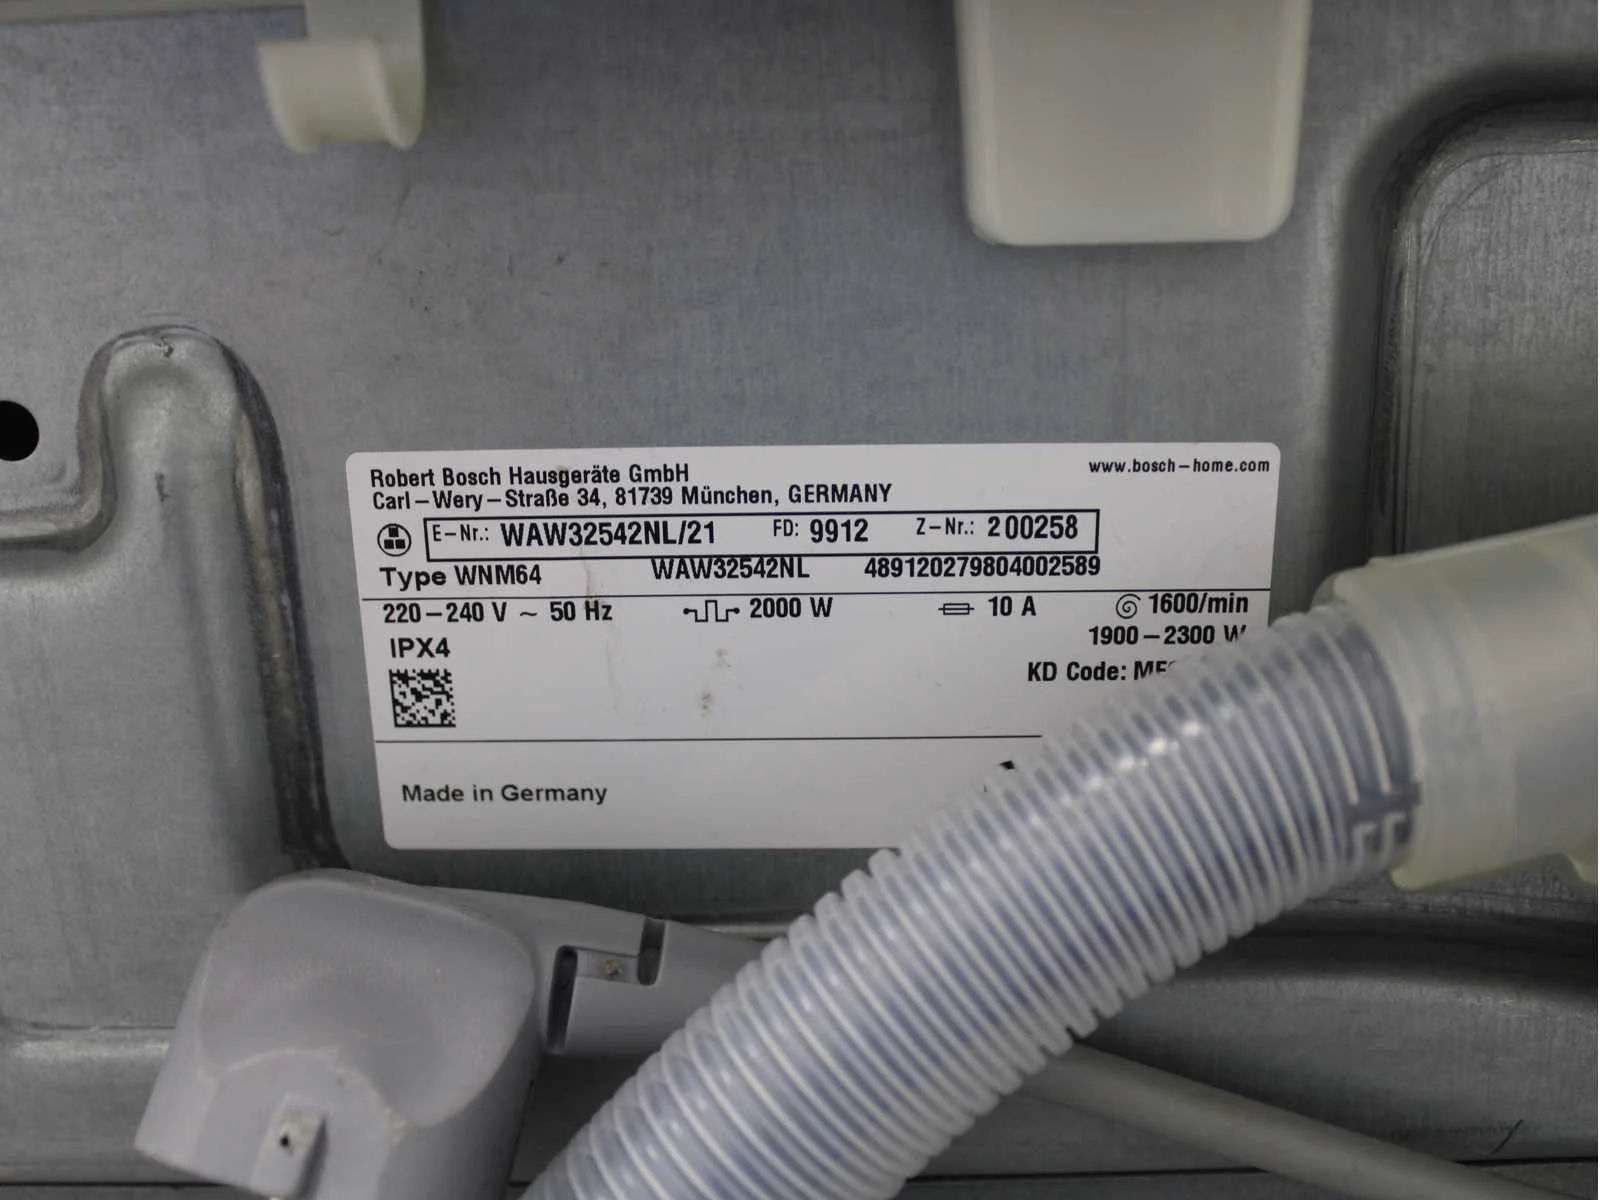 Robert Bosch Hausgeräte GmbH
www.bosch-home.com
Carl-Wery-Straße 34, 81739 München, GERMANY
E-Nr.: WAW32542NL/21 FD: 9912 Z-Nr.: 200258
Type WNM64 WAW32542NL 489120279804002589
220-240 V ~ 50 Hz 2000 W 10 A 1600/min
1900-2300 W
IPX4
KD Code:
Made in Germany